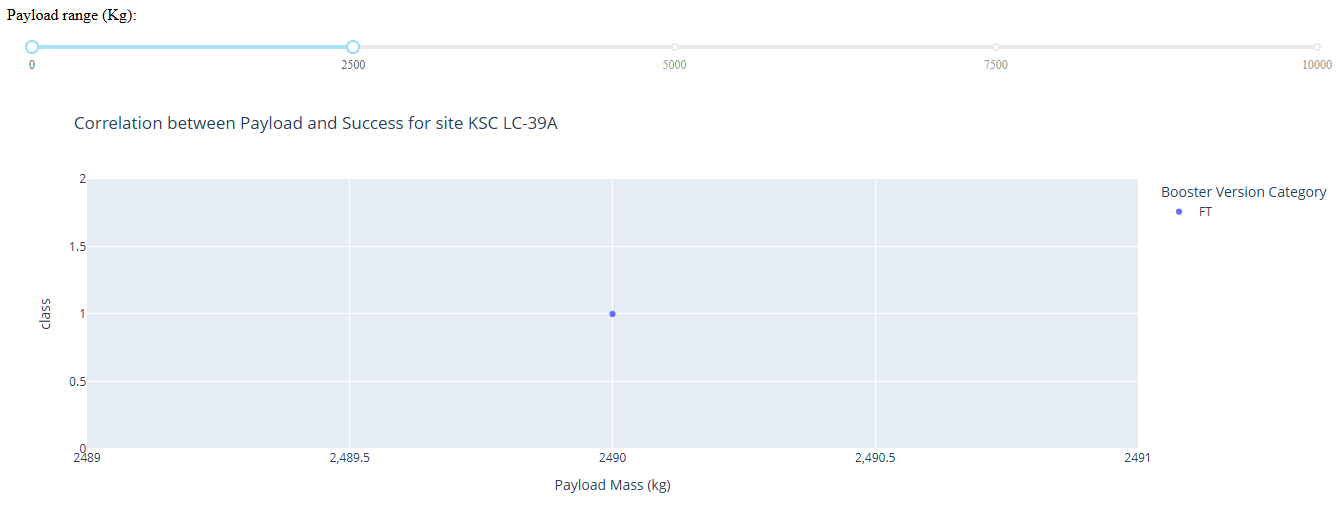 Payload range (Kg):
0 2500 5000 7500 10000
Correlation between Payload and Success for site KSC LC-39A
2
1.5
1
0.5
0
class
2489 2,489.5 2490 2,490.5 2491
Payload Mass (kg)
Booster Version Category
FT